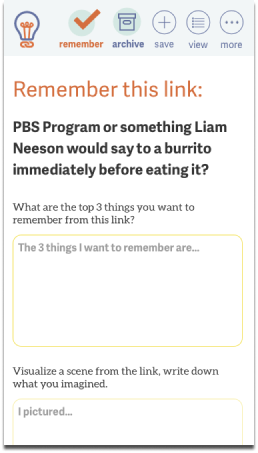 remember archive save view more
Remember this link:
PBS Program or something Liam
Neeson would say to a burrito
immediately before eating it?
What are the top 3 things you want to
remember from this link?
The 3 things I want to remember are...
Visualize a scene from the link, write down
what you imagined.
I pictured...